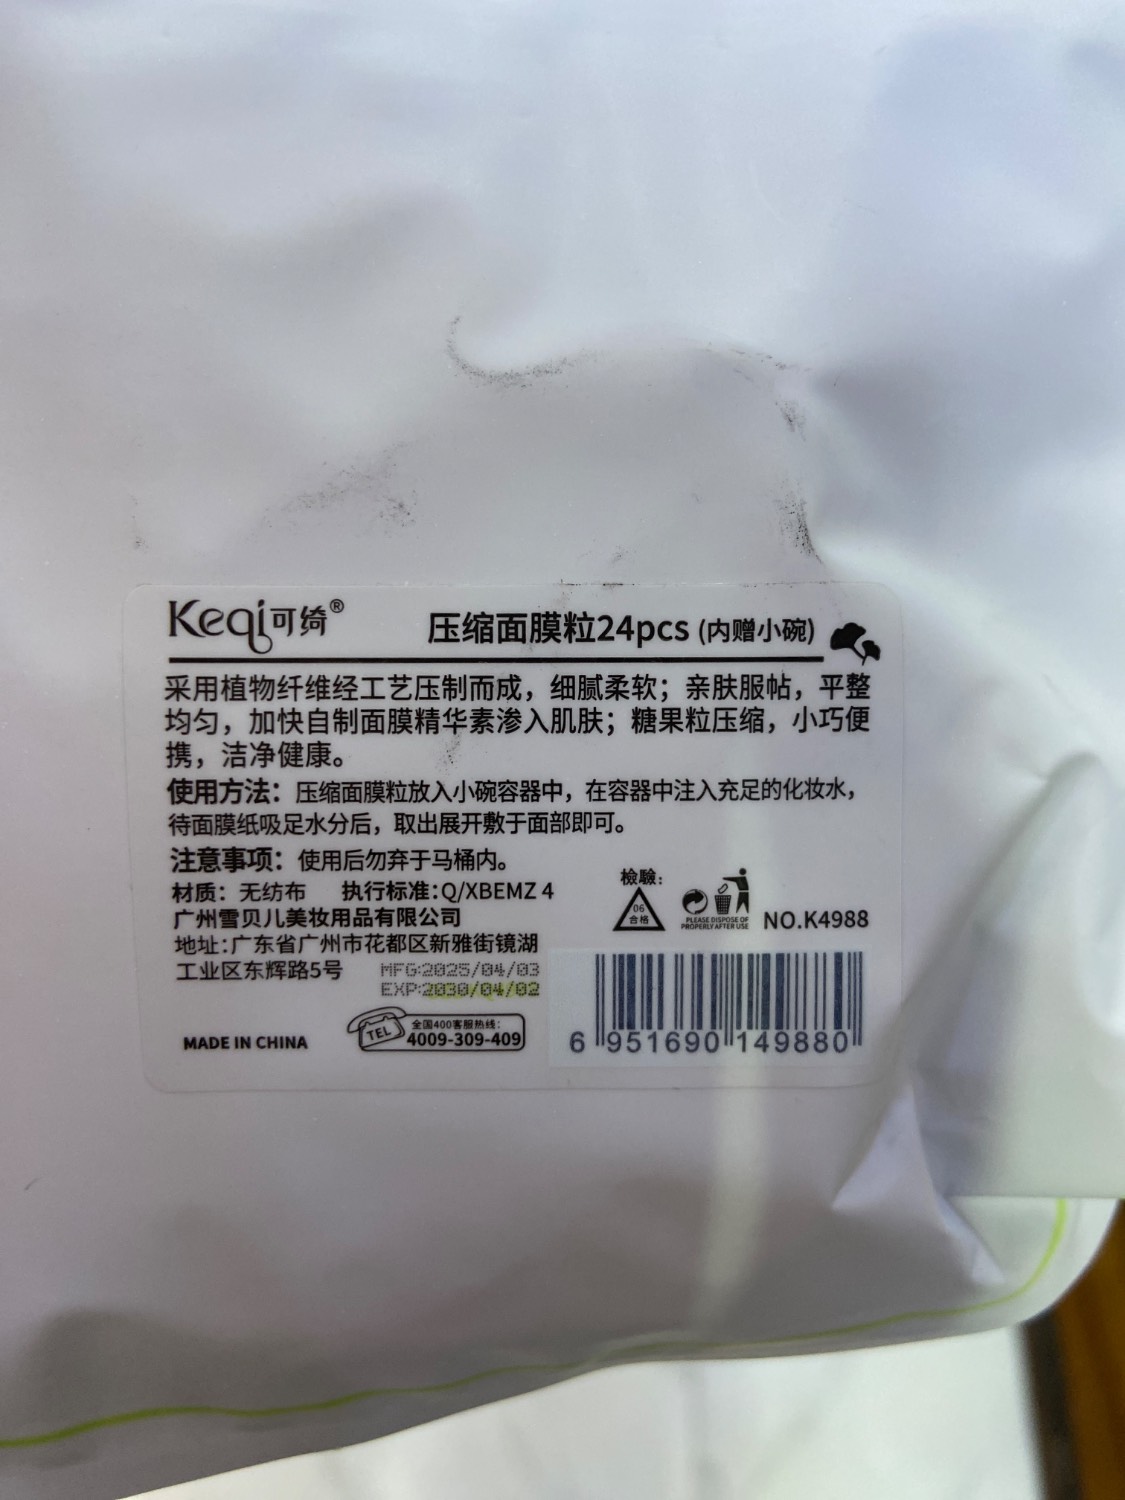 Keqi可绮®
压缩面膜粒24pcs (内赠小碗)
采用植物纤维经工艺压制而成，细腻柔软；亲肤服帖，平整
均匀，加快自制面膜精华素渗入肌肤；糖果粒压缩，小巧便
携，洁净健康。
使用方法：压缩面膜粒放入小碗容器中，在容器中注入充足的化妆水，
待面膜纸吸足水分后，取出展开敷于面部即可。
注意事项：使用后勿弃于马桶内。
材质：无纺布 执行标准：Q/XBEMZ 4
广州雪贝儿美妆用品有限公司
地址：广东省广州市花都区新雅街镜湖
工业区东辉路5号
MFG:2025/04/03
EXP:2030/04/02
MADE IN CHINA
TEL
全国400客服热线：
4009-309-409
檢驗：
06
合格
PLEASE DISPOSE OF
PROPERLY AFTER USE
NO.K4988
6 951690 149880